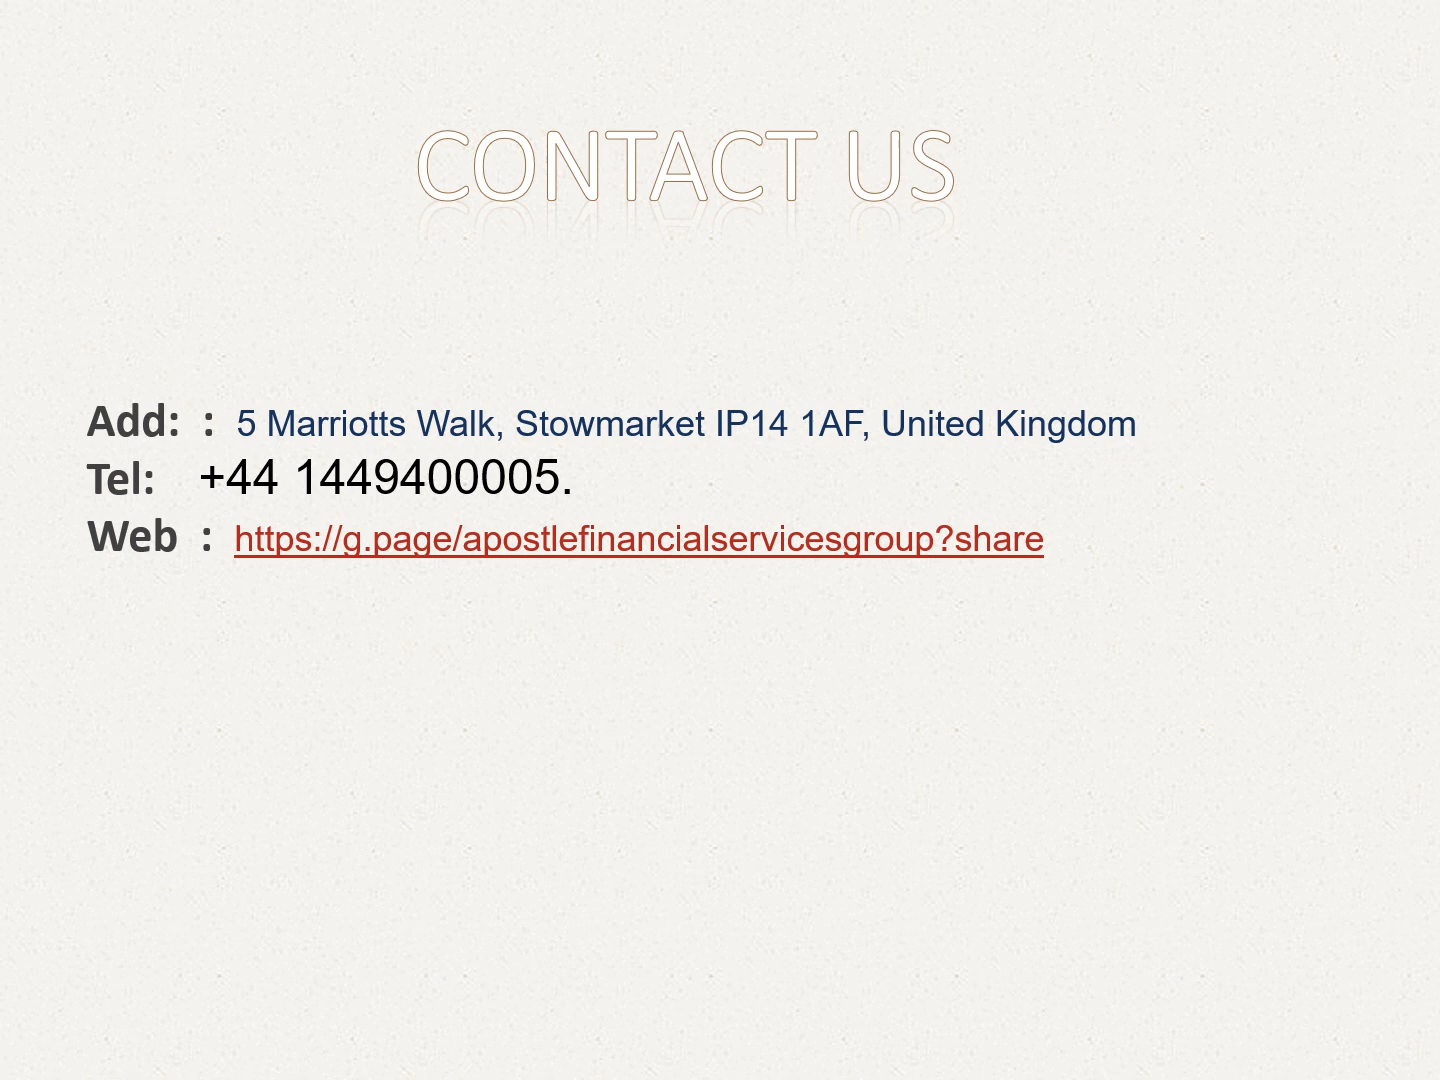 CONTACT US
Add: : 5 Marriotts Walk, Stowmarket IP14 1AF, United Kingdom
Tel: +44 1449400005.
Web : https://g.page/apostlefinancialservicesgroup?share